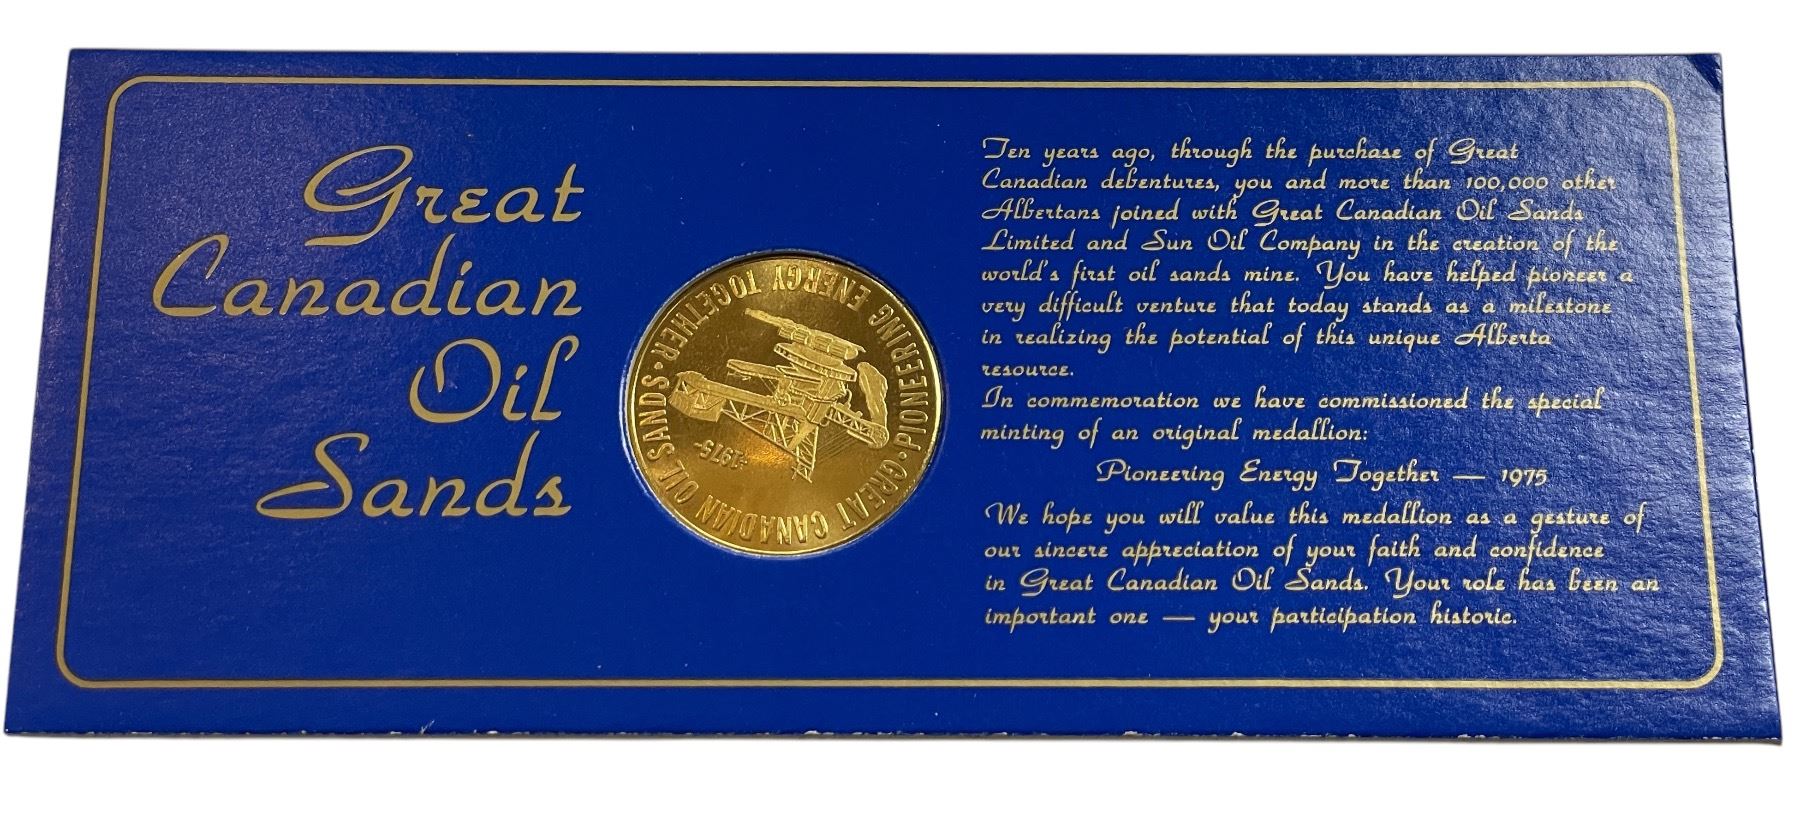 Great
Canadian
Oil
Sands
PIONEERING ENERGY TOGETHER · GREAT CANADIAN OIL SANDS ·
-1975-
Ten years ago, through the purchase of Great
Canadian debentures, you and more than 100,000 other
Albertans joined with Great Canadian Oil Sands
Limited and Sun Oil Company in the creation of the
world's first oil sands mine. You have helped pioneer a
very difficult venture that today stands as a milestone
in realizing the potential of this unique Alberta
resource.
In commemoration we have commissioned the special
minting of an original medallion:
Pioneering Energy Together — 1975
We hope you will value this medallion as a gesture of
our sincere appreciation of your faith and confidence
in Great Canadian Oil Sands. Your role has been an
important one — your participation historic.